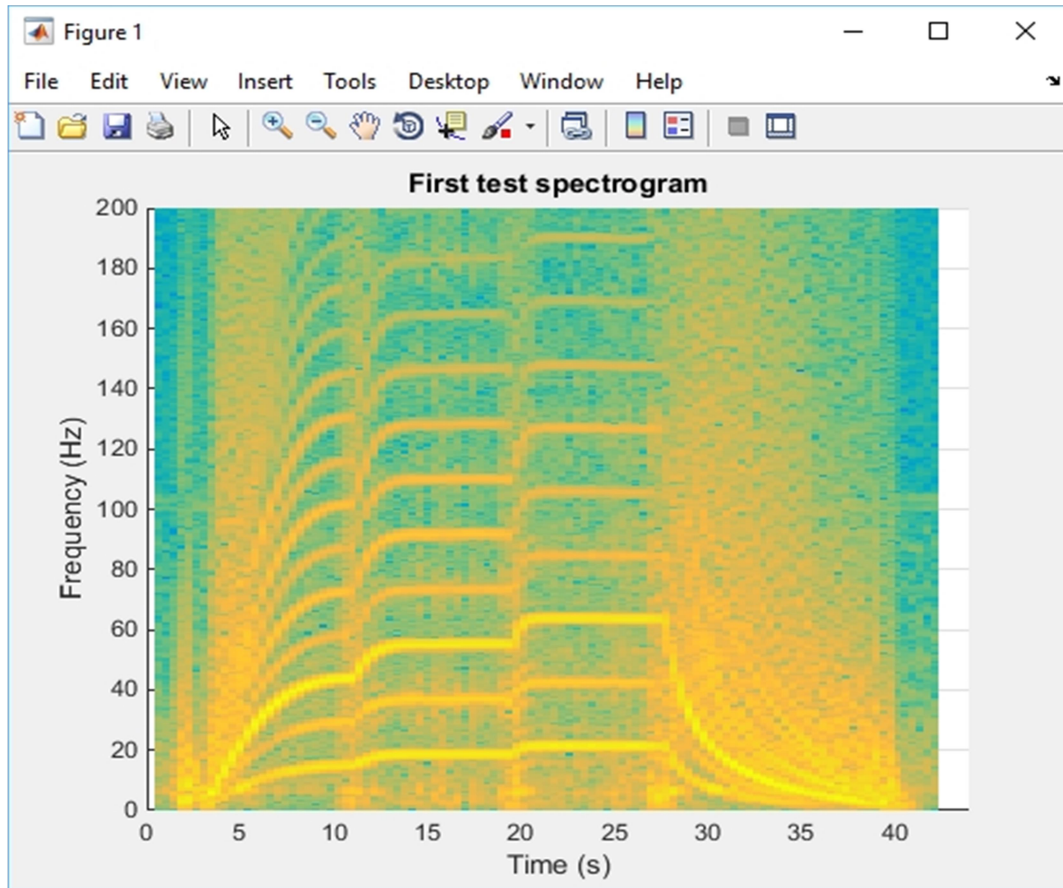 Figure 1
File Edit View Insert Tools Desktop Window Help
First test spectrogram
200
180
160
140
120
100
80
60
40
20
0
Frequency (Hz)
0 5 10 15 20 25 30 35 40
Time (s)